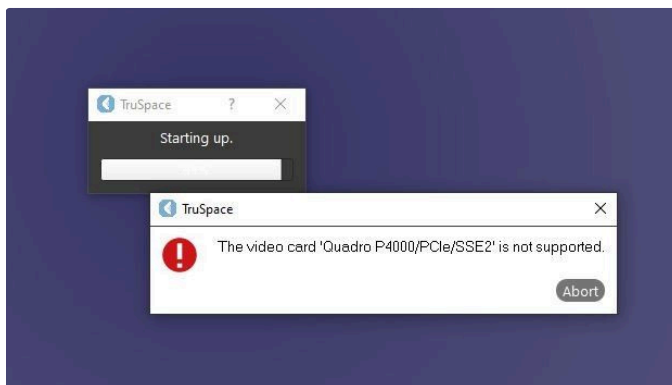 TruSpace ?
Starting up.
TruSpace
The video card 'Quadro P4000/PCIe/SSE2' is not supported.
Abort